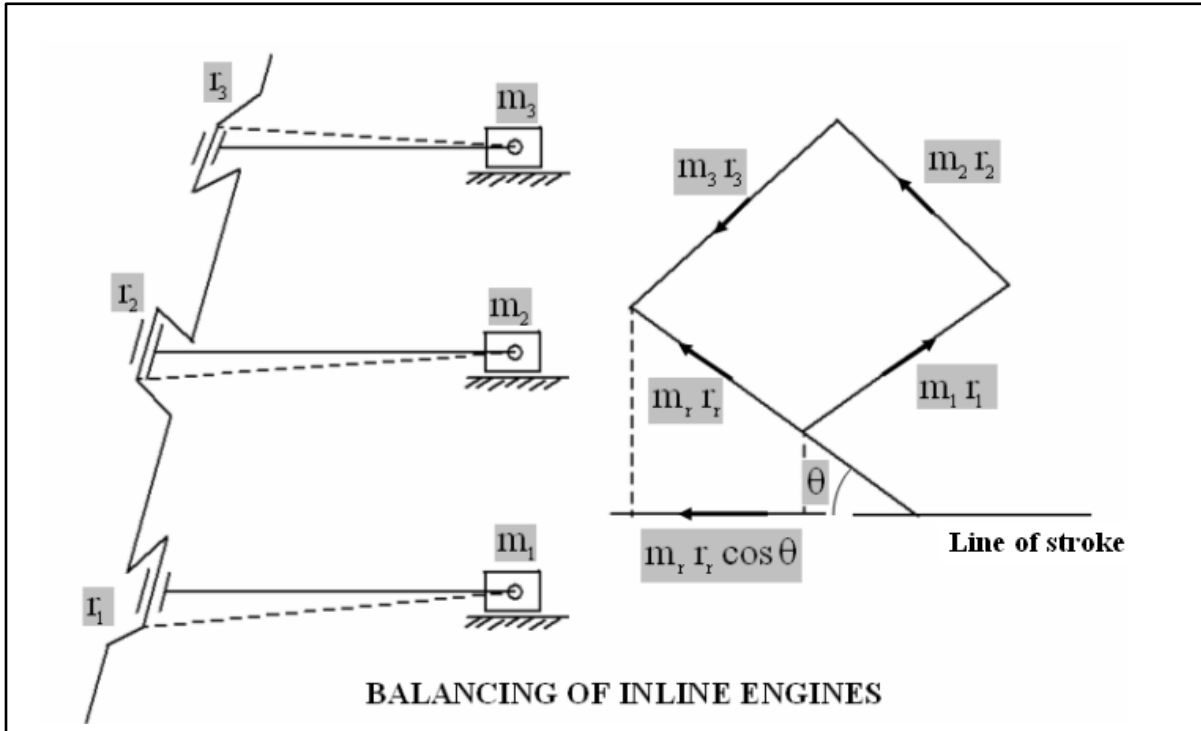 r₃
m₃
m₃ r₃
m₂ r₂
r₂
m₂
mᵣ rᵣ
m₁ r₁
θ
m₁
Line of stroke
mᵣ rᵣ cos θ
r₁
BALANCING OF INLINE ENGINES